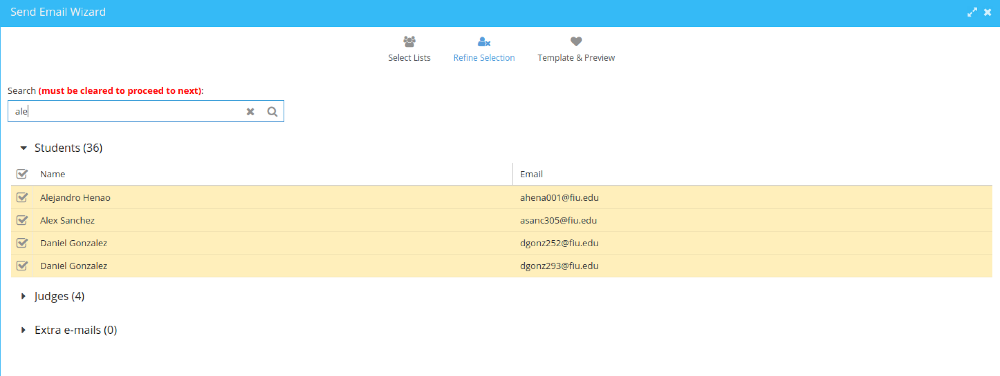 Send Email Wizard
Select Lists
Refine Selection
Template & Preview
Search (must be cleared to proceed to next):
ale
Students (36)
Name Email
Alejandro Henao ahena001@fiu.edu
Alex Sanchez asanc305@fiu.edu
Daniel Gonzalez dgonz252@fiu.edu
Daniel Gonzalez dgonz293@fiu.edu
Judges (4)
Extra e-mails (0)